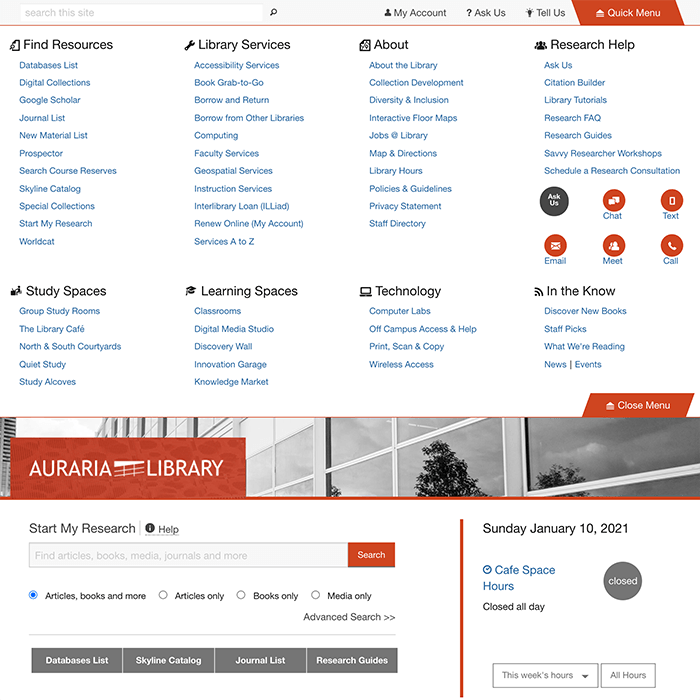 search this site
My Account
? Ask Us
Tell Us
Quick Menu
Find Resources
Databases List
Digital Collections
Google Scholar
Journal List
New Material List
Prospector
Search Course Reserves
Skyline Catalog
Special Collections
Start My Research
Worldcat
Library Services
Accessibility Services
Book Grab-to-Go
Borrow and Return
Borrow from Other Libraries
Computing
Faculty Services
Geospatial Services
Instruction Services
Interlibrary Loan (ILLiad)
Renew Online (My Account)
Services A to Z
About
About the Library
Collection Development
Diversity & Inclusion
Interactive Floor Maps
Jobs @ Library
Map & Directions
Library Hours
Policies & Guidelines
Privacy Statement
Staff Directory
Research Help
Ask Us
Citation Builder
Library Tutorials
Research FAQ
Research Guides
Savvy Researcher Workshops
Schedule a Research Consultation
Ask
Us
Chat
Text
Email
Meet
Call
Study Spaces
Group Study Rooms
The Library Café
North & South Courtyards
Quiet Study
Study Alcoves
Learning Spaces
Classrooms
Digital Media Studio
Discovery Wall
Innovation Garage
Knowledge Market
Technology
Computer Labs
Off Campus Access & Help
Print, Scan & Copy
Wireless Access
In the Know
Discover New Books
Staff Picks
What We're Reading
News | Events
Close Menu
AURARIA LIBRARY
Start My Research
Help
Find articles, books, media, journals and more
Search
Articles, books and more
Articles only
Books only
Media only
Advanced Search >>
Databases List
Skyline Catalog
Journal List
Research Guides
Sunday January 10, 2021
Cafe Space
Hours
closed
Closed all day
This week's hours
All Hours